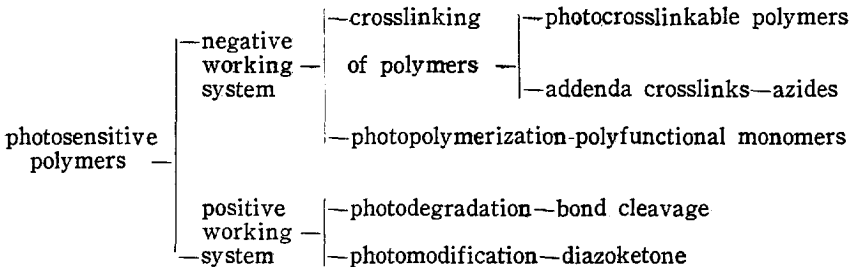 photosensitive
polymers
negative
working
system
crosslinking
of polymers
photocrosslinkable polymers
addenda crosslinks—azides
photopolymerization-polyfunctional monomers
positive
working
system
photodegradation—bond cleavage
photomodification—diazoketone